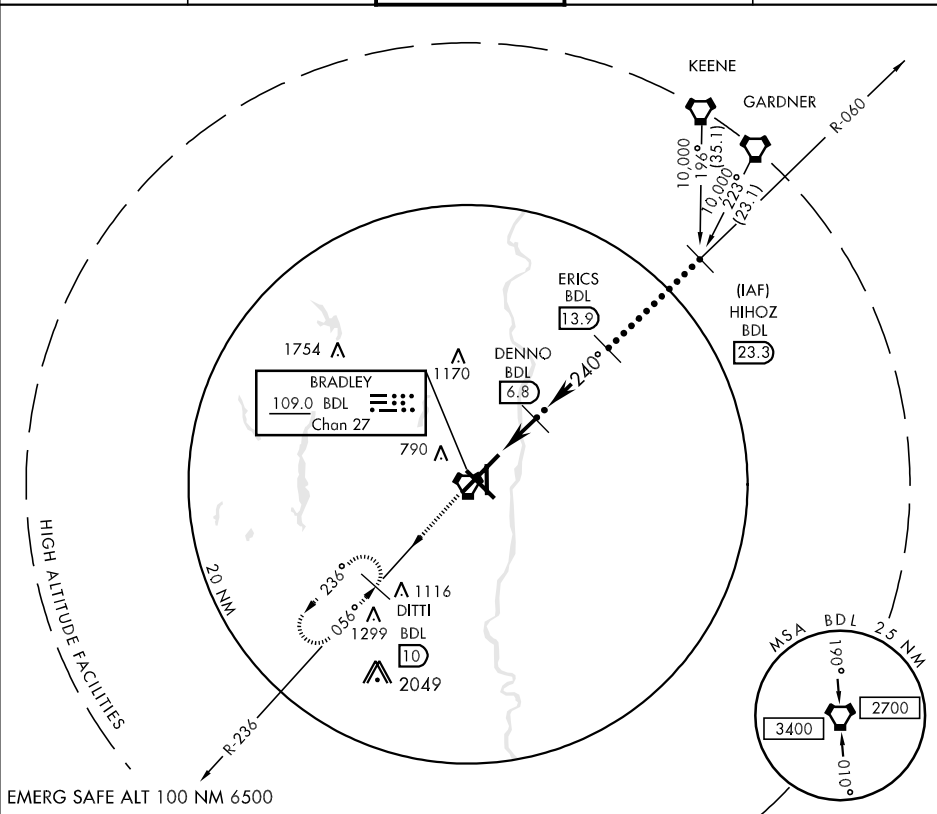 KEENE
GARDNER
R-060
10,000
196°
(35.1)
10,000
223°
(23.1)
ERICS
BDL
13.9
(IAF)
HIHOZ
BDL
23.3
1754
1170
DENNO
BDL
6.8
240°
BRADLEY
109.0 BDL
Chan 27
790
HIGH ALTITUDE FACILITIES
20 NM
236°
056°
1116
DITTI
1299
BDL
10
2049
R-236
MSA BDL 25 NM
190°
2700
3400
010°
EMERG SAFE ALT 100 NM 6500